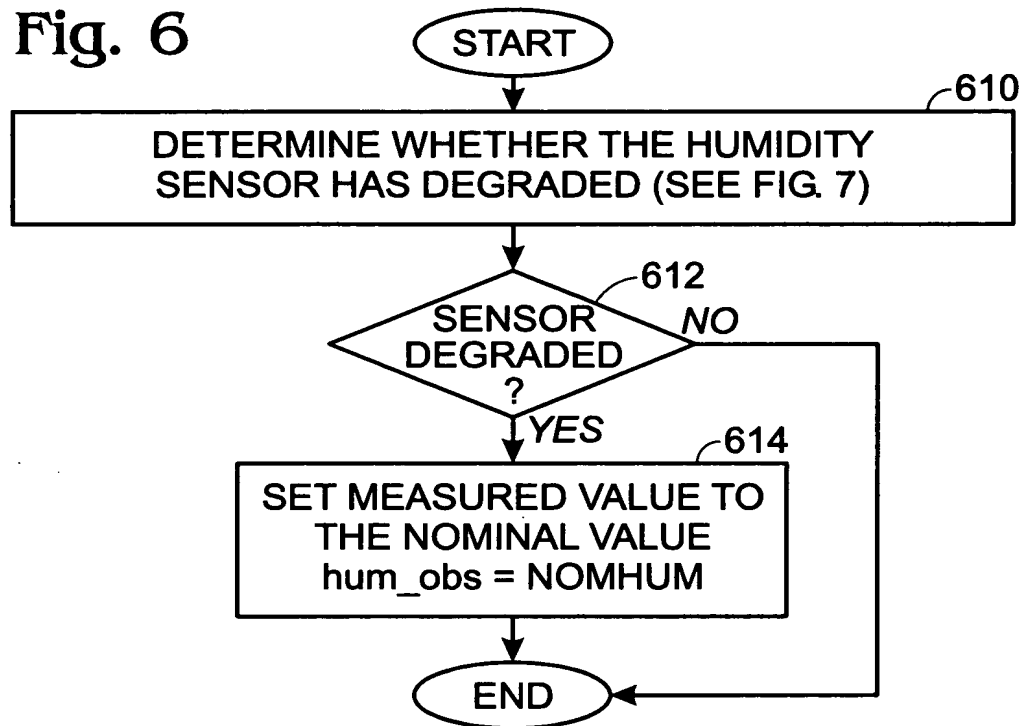 Fig. 6
START
610
DETERMINE WHETHER THE HUMIDITY
SENSOR HAS DEGRADED (SEE FIG. 7)
612
SENSOR
DEGRADED
?
NO
YES
614
SET MEASURED VALUE TO
THE NOMINAL VALUE
hum_obs = NOMHUM
END